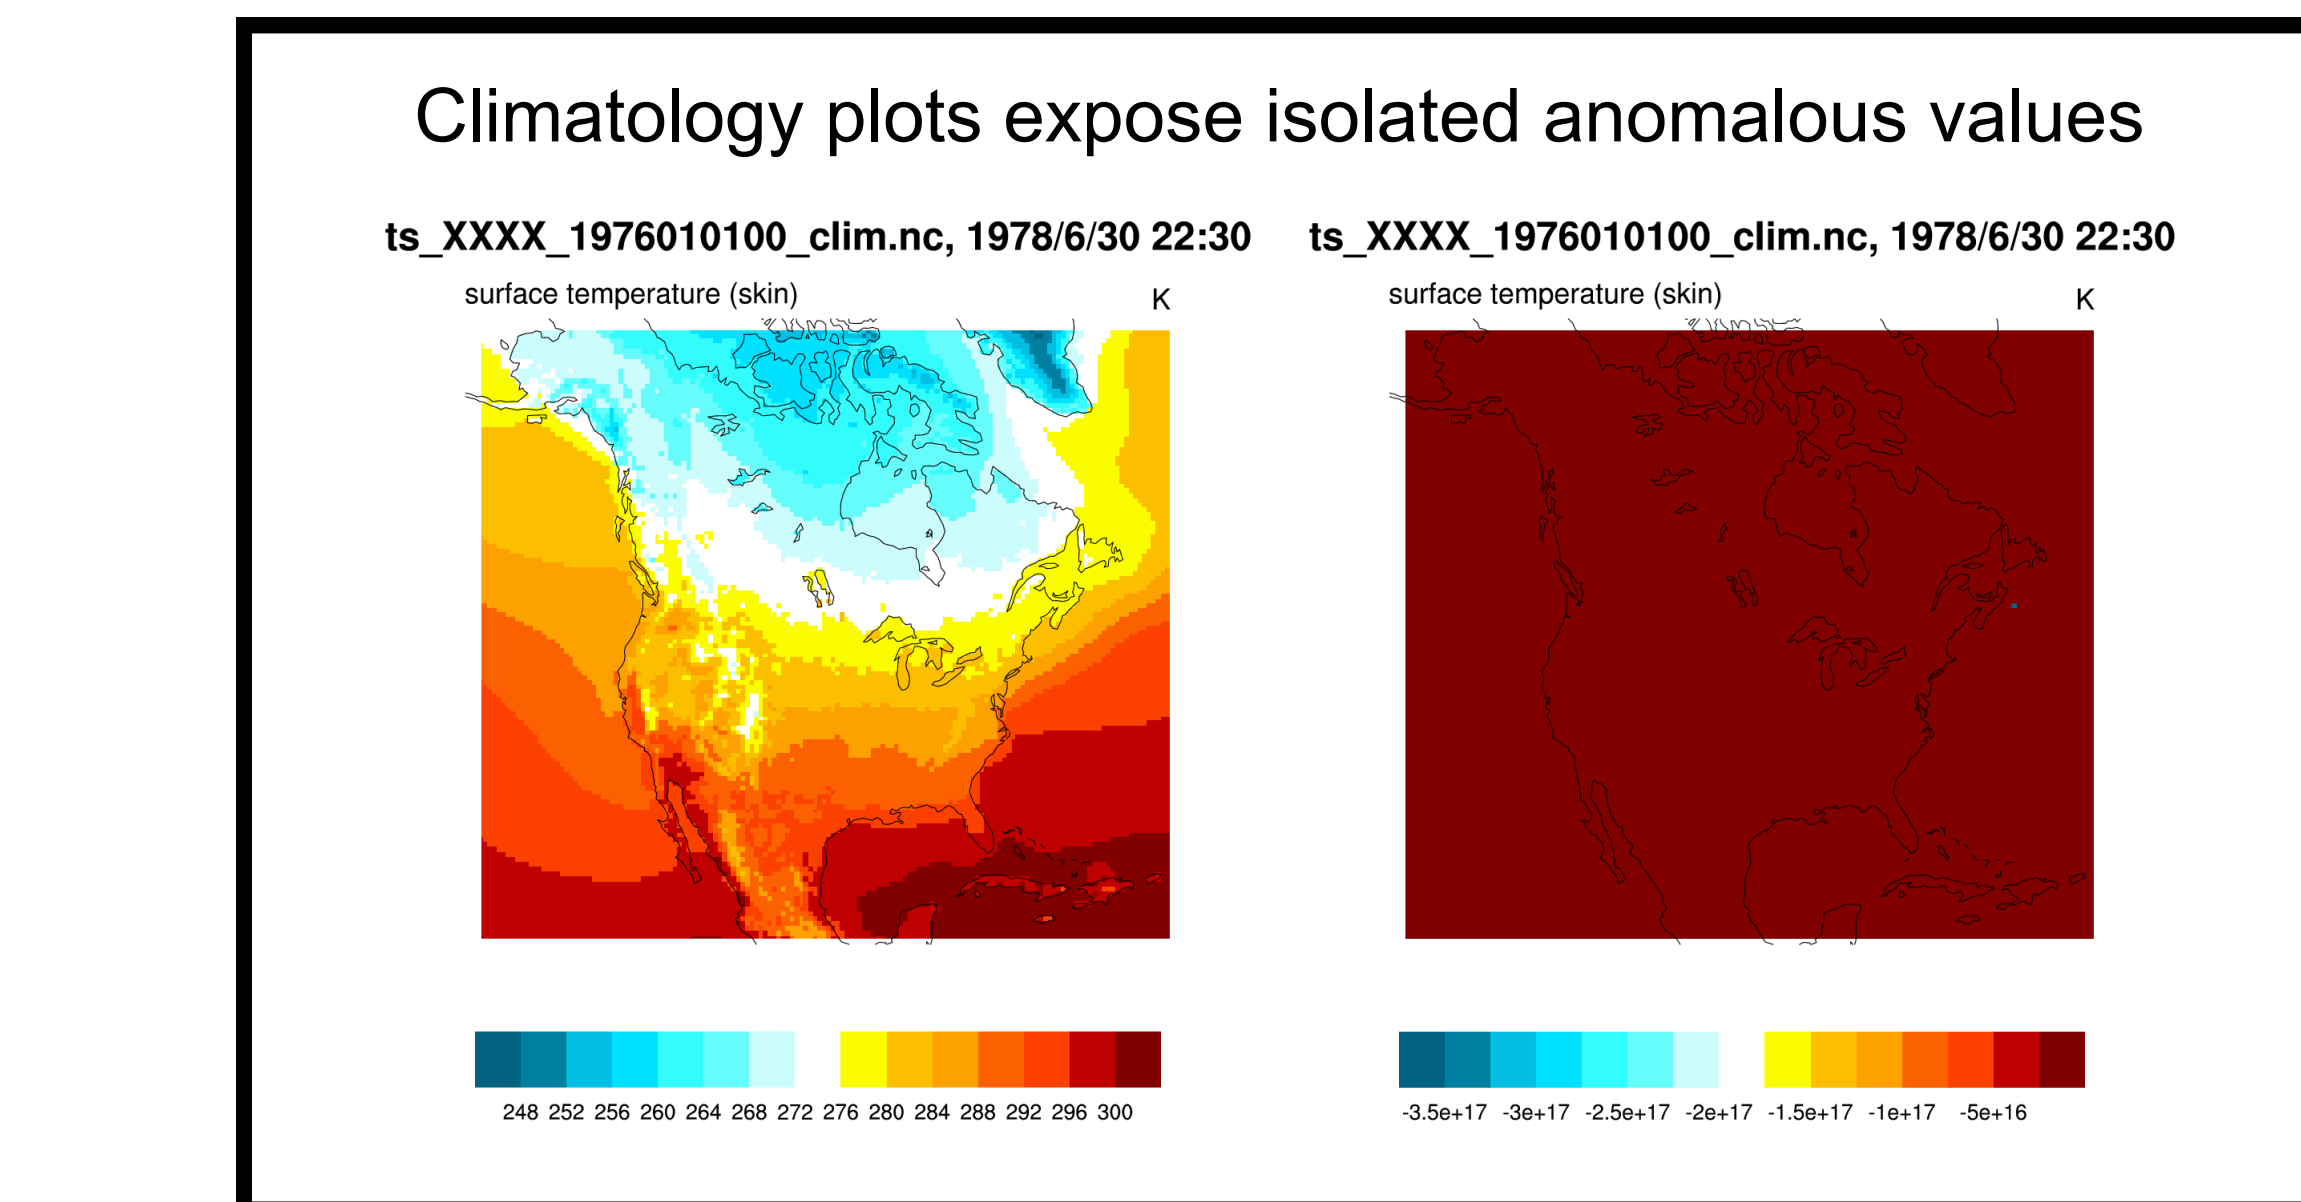 Climatology plots expose isolated anomalous values
ts_XXXX_1976010100_clim.nc, 1978/6/30 22:30
surface temperature (skin) K
248 252 256 260 264 268 272 276 280 284 288 292 296 300
ts_XXXX_1976010100_clim.nc, 1978/6/30 22:30
surface temperature (skin) K
-3.5e+17 -3e+17 -2.5e+17 -2e+17 -1.5e+17 -1e+17 -5e+16